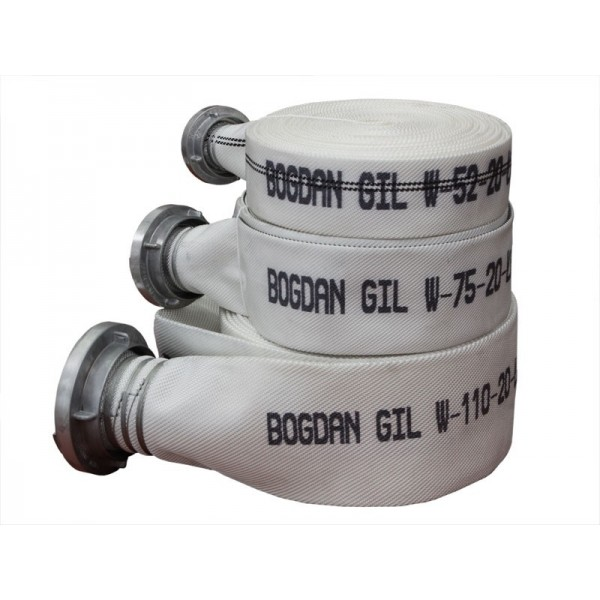 BOGDAN GIL W-52-20-
BOGDAN GIL W-75-20-
BOGDAN GIL W-110-20-